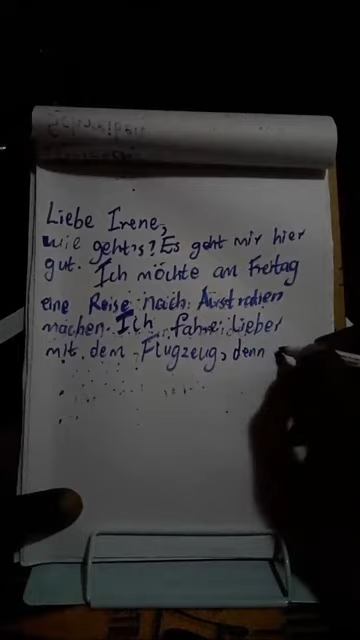 Liebe Irene,
wie geht's? Es geht mir hier
gut. Ich möchte am Freitag
eine Reise nach Australien
machen. Ich fahre lieber
mit dem Flugzeug, denn